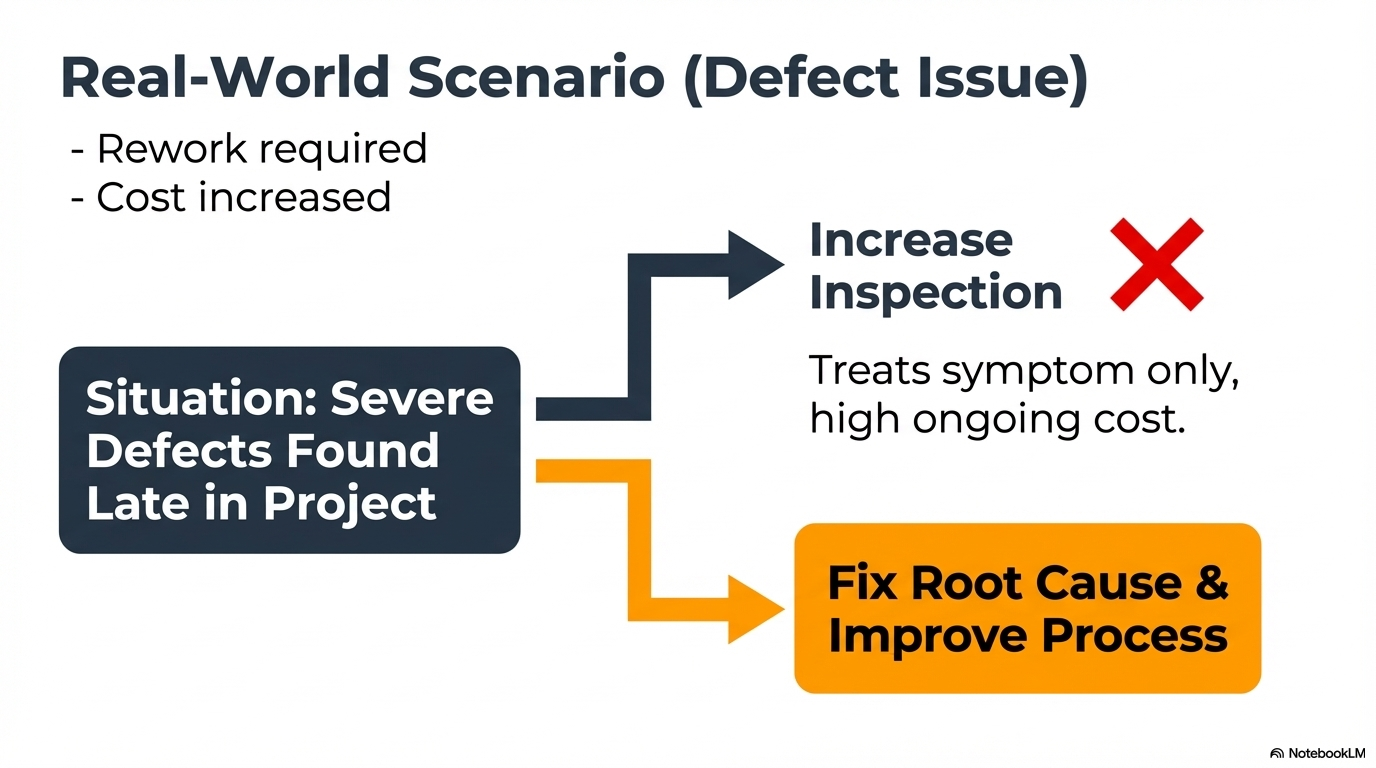 Real-World Scenario (Defect Issue)
- Rework required
- Cost increased
Increase
Inspection
Treats symptom only,
high ongoing cost.
Situation: Severe
Defects Found
Late in Project
Fix Root Cause &
Improve Process
NotebookLM